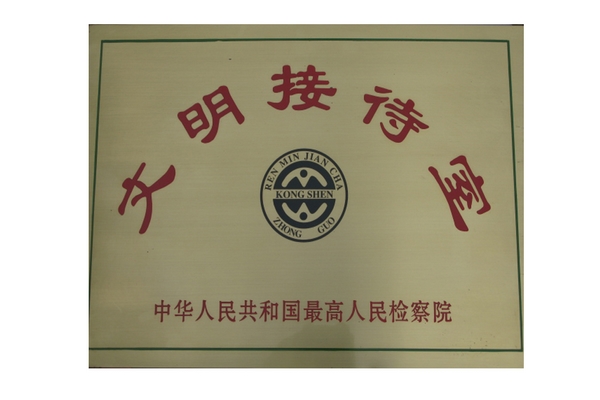 文明接待室
REN MIN JIAN CHA
KONG SHEN
ZHONG GUO
中华人民共和国最高人民检察院